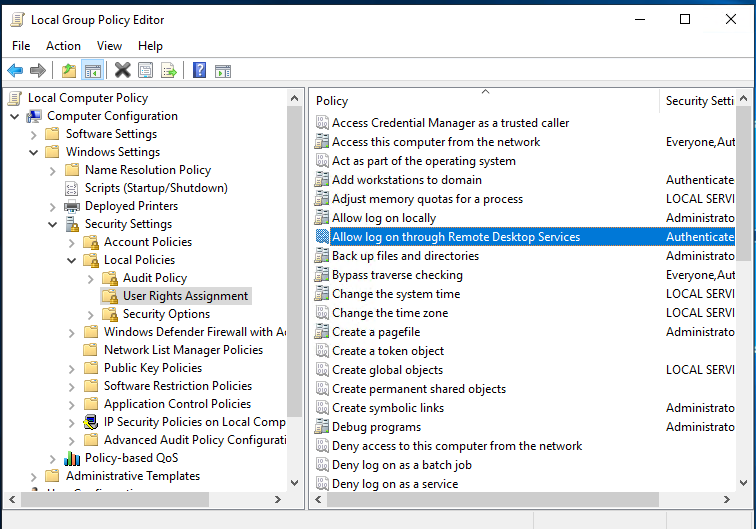 Local Group Policy Editor
File Action View Help
Local Computer Policy
Computer Configuration
Software Settings
Windows Settings
Name Resolution Policy
Scripts (Startup/Shutdown)
Deployed Printers
Security Settings
Account Policies
Local Policies
Audit Policy
User Rights Assignment
Security Options
Windows Defender Firewall with Ad
Network List Manager Policies
Public Key Policies
Software Restriction Policies
Application Control Policies
IP Security Policies on Local Comp
Advanced Audit Policy Configurati
Policy-based QoS
Administrative Templates
Policy Security Setti
Access Credential Manager as a trusted caller
Access this computer from the network Everyone,Aut
Act as part of the operating system
Add workstations to domain Authenticate
Adjust memory quotas for a process LOCAL SERVI
Allow log on locally Administrato
Allow log on through Remote Desktop Services Authenticate
Back up files and directories Administrato
Bypass traverse checking Everyone,Aut
Change the system time LOCAL SERVI
Change the time zone LOCAL SERVI
Create a pagefile Administrato
Create a token object
Create global objects LOCAL SERVI
Create permanent shared objects
Create symbolic links Administrato
Debug programs Administrato
Deny access to this computer from the network
Deny log on as a batch job
Deny log on as a service